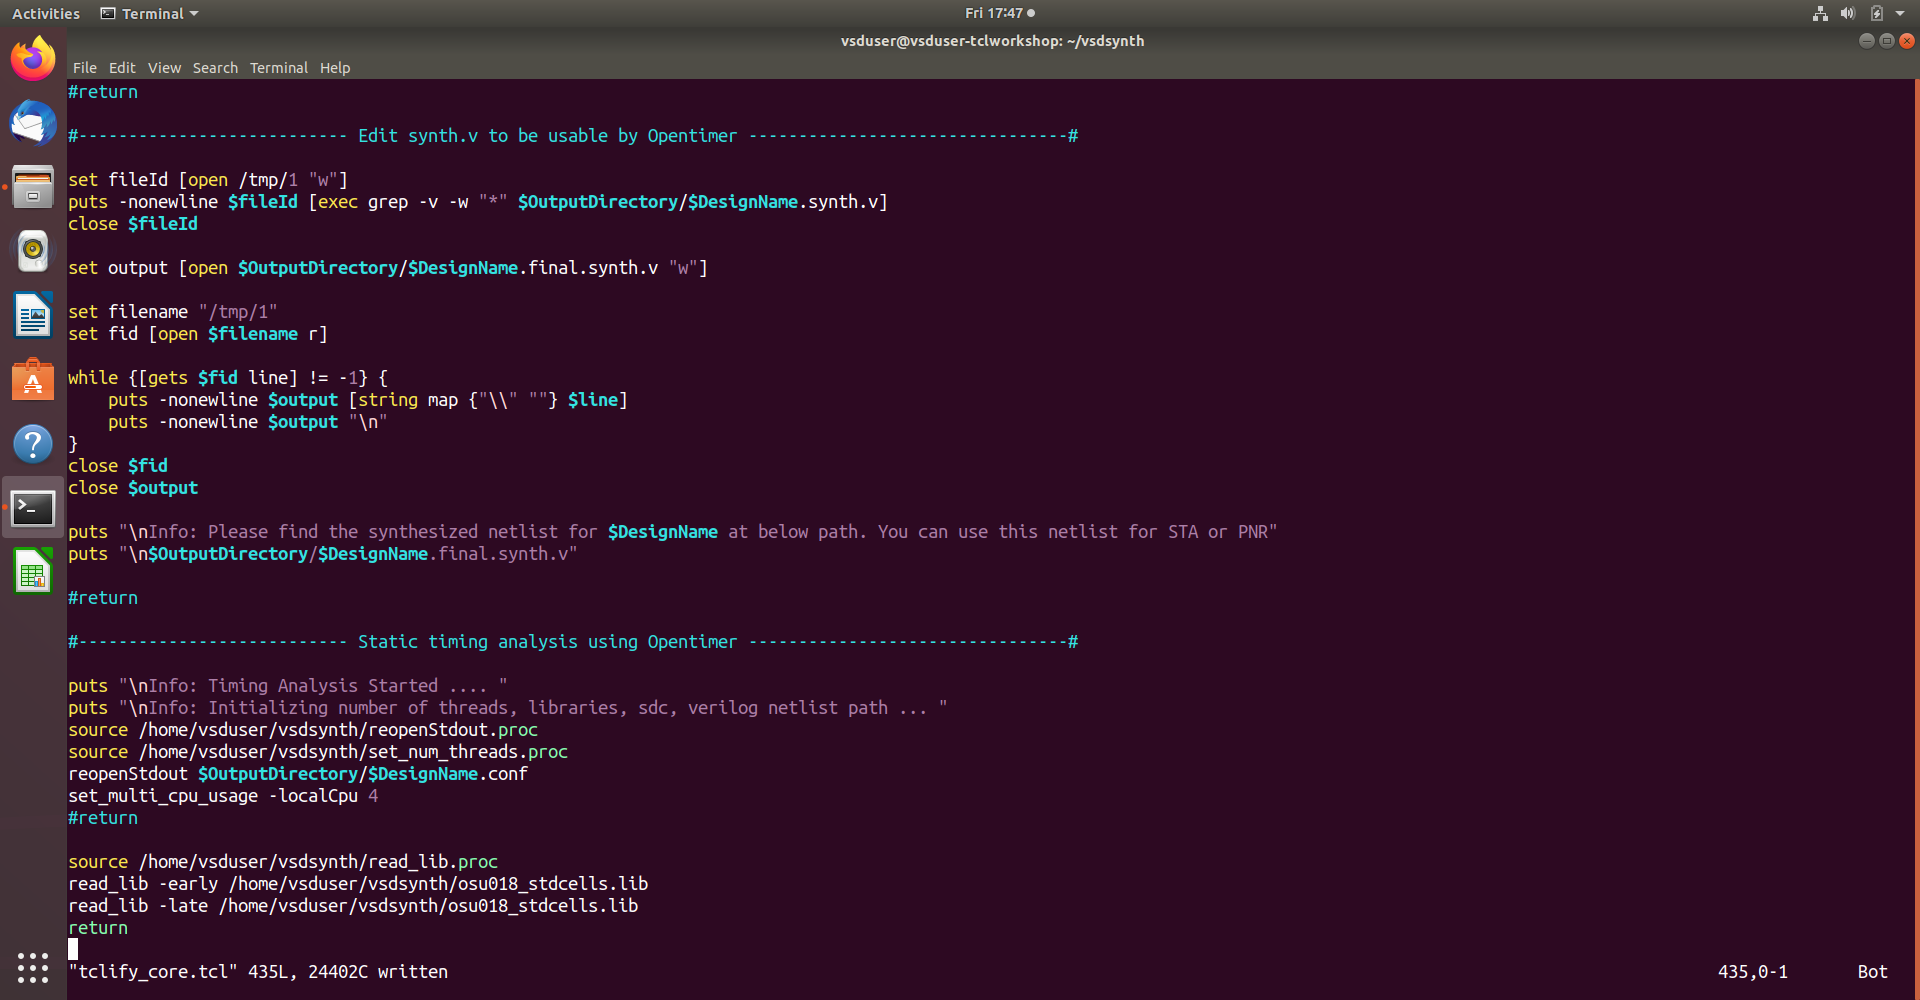 Activities Terminal Fri 17:47
vsduser@vsduser-tclworkshop: ~/vsdsynth
File Edit View Search Terminal Help
#return
#--------------------------- Edit synth.v to be usable by Opentimer --------------------------------#
set fileId [open /tmp/1 "w"]
puts -nonewline $fileId [exec grep -v -w "*" $OutputDirectory/$DesignName.synth.v]
close $fileId
set output [open $OutputDirectory/$DesignName.final.synth.v "w"]
set filename "/tmp/1"
set fid [open $filename r]
while {[gets $fid line] != -1} {
    puts -nonewline $output [string map {"\\" ""} $line]
    puts -nonewline $output "\n"
}
close $fid
close $output
puts "\nInfo: Please find the synthesized netlist for $DesignName at below path. You can use this netlist for STA or PNR"
puts "\n$OutputDirectory/$DesignName.final.synth.v"
#return
#--------------------------- Static timing analysis using Opentimer --------------------------------#
puts "\nInfo: Timing Analysis Started .... "
puts "\nInfo: Initializing number of threads, libraries, sdc, verilog netlist path ... "
source /home/vsduser/vsdsynth/reopenStdout.proc
source /home/vsduser/vsdsynth/set_num_threads.proc
reopenStdout $OutputDirectory/$DesignName.conf
set_multi_cpu_usage -localCpu 4
#return
source /home/vsduser/vsdsynth/read_lib.proc
read_lib -early /home/vsduser/vsdsynth/osu018_stdcells.lib
read_lib -late /home/vsduser/vsdsynth/osu018_stdcells.lib
return
"tclify_core.tcl" 435L, 24402C written 435,0-1 Bot